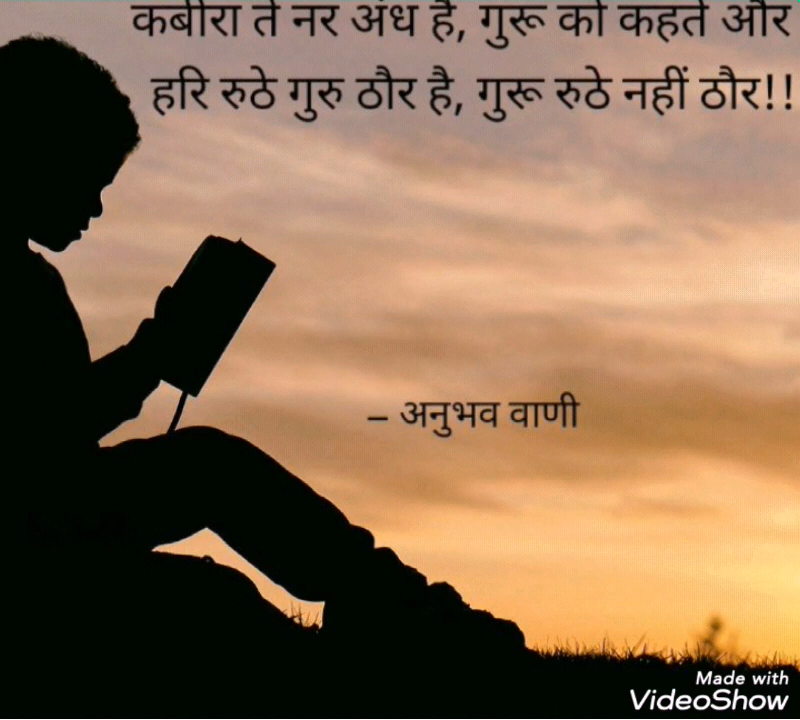 कबीरा ते नर अंध है, गुरू को कहते और
हरि रुठे गुरु ठौर है, गुरू रुठे नहीं ठौर!!
– अनुभव वाणी
Made with
VideoShow